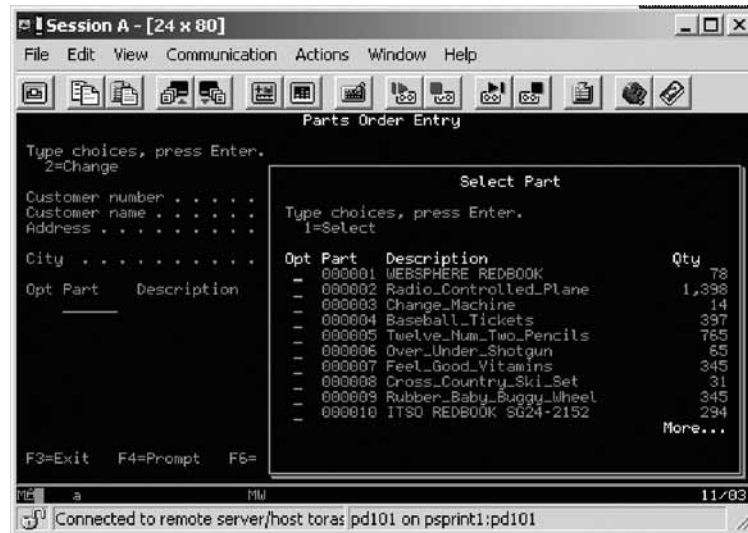 Session A - [24 x 80]
File Edit View Communication Actions Window Help
Parts Order Entry
Type choices, press Enter.
2=Change
Customer number . . . . .
Customer name . . . . . .
Address . . . . . . . . .
City . . . . . . . . . .
Opt Part Description
Select Part
Type choices, press Enter.
1=Select
Opt Part Description Qty
000001 WEBSPHERE REDBOOK 78
000002 Radio_Controlled_Plane 1,398
000003 Change_Machine 14
000004 Baseball_Tickets 397
000005 Twelve_Num_Two_Pencils 765
000006 Over_Under_Shotgun 65
000007 Feel_Good_Vitamins 345
000008 Cross_Country_Ski_Set 31
000009 Rubber_Baby_Buggy_Wheel 345
000010 ITSO REDBOOK SG24-2152 294
More...
F3=Exit F4=Prompt F6=
a MW 11/03
Connected to remote server/host toras pd101 on psprint1:pd101